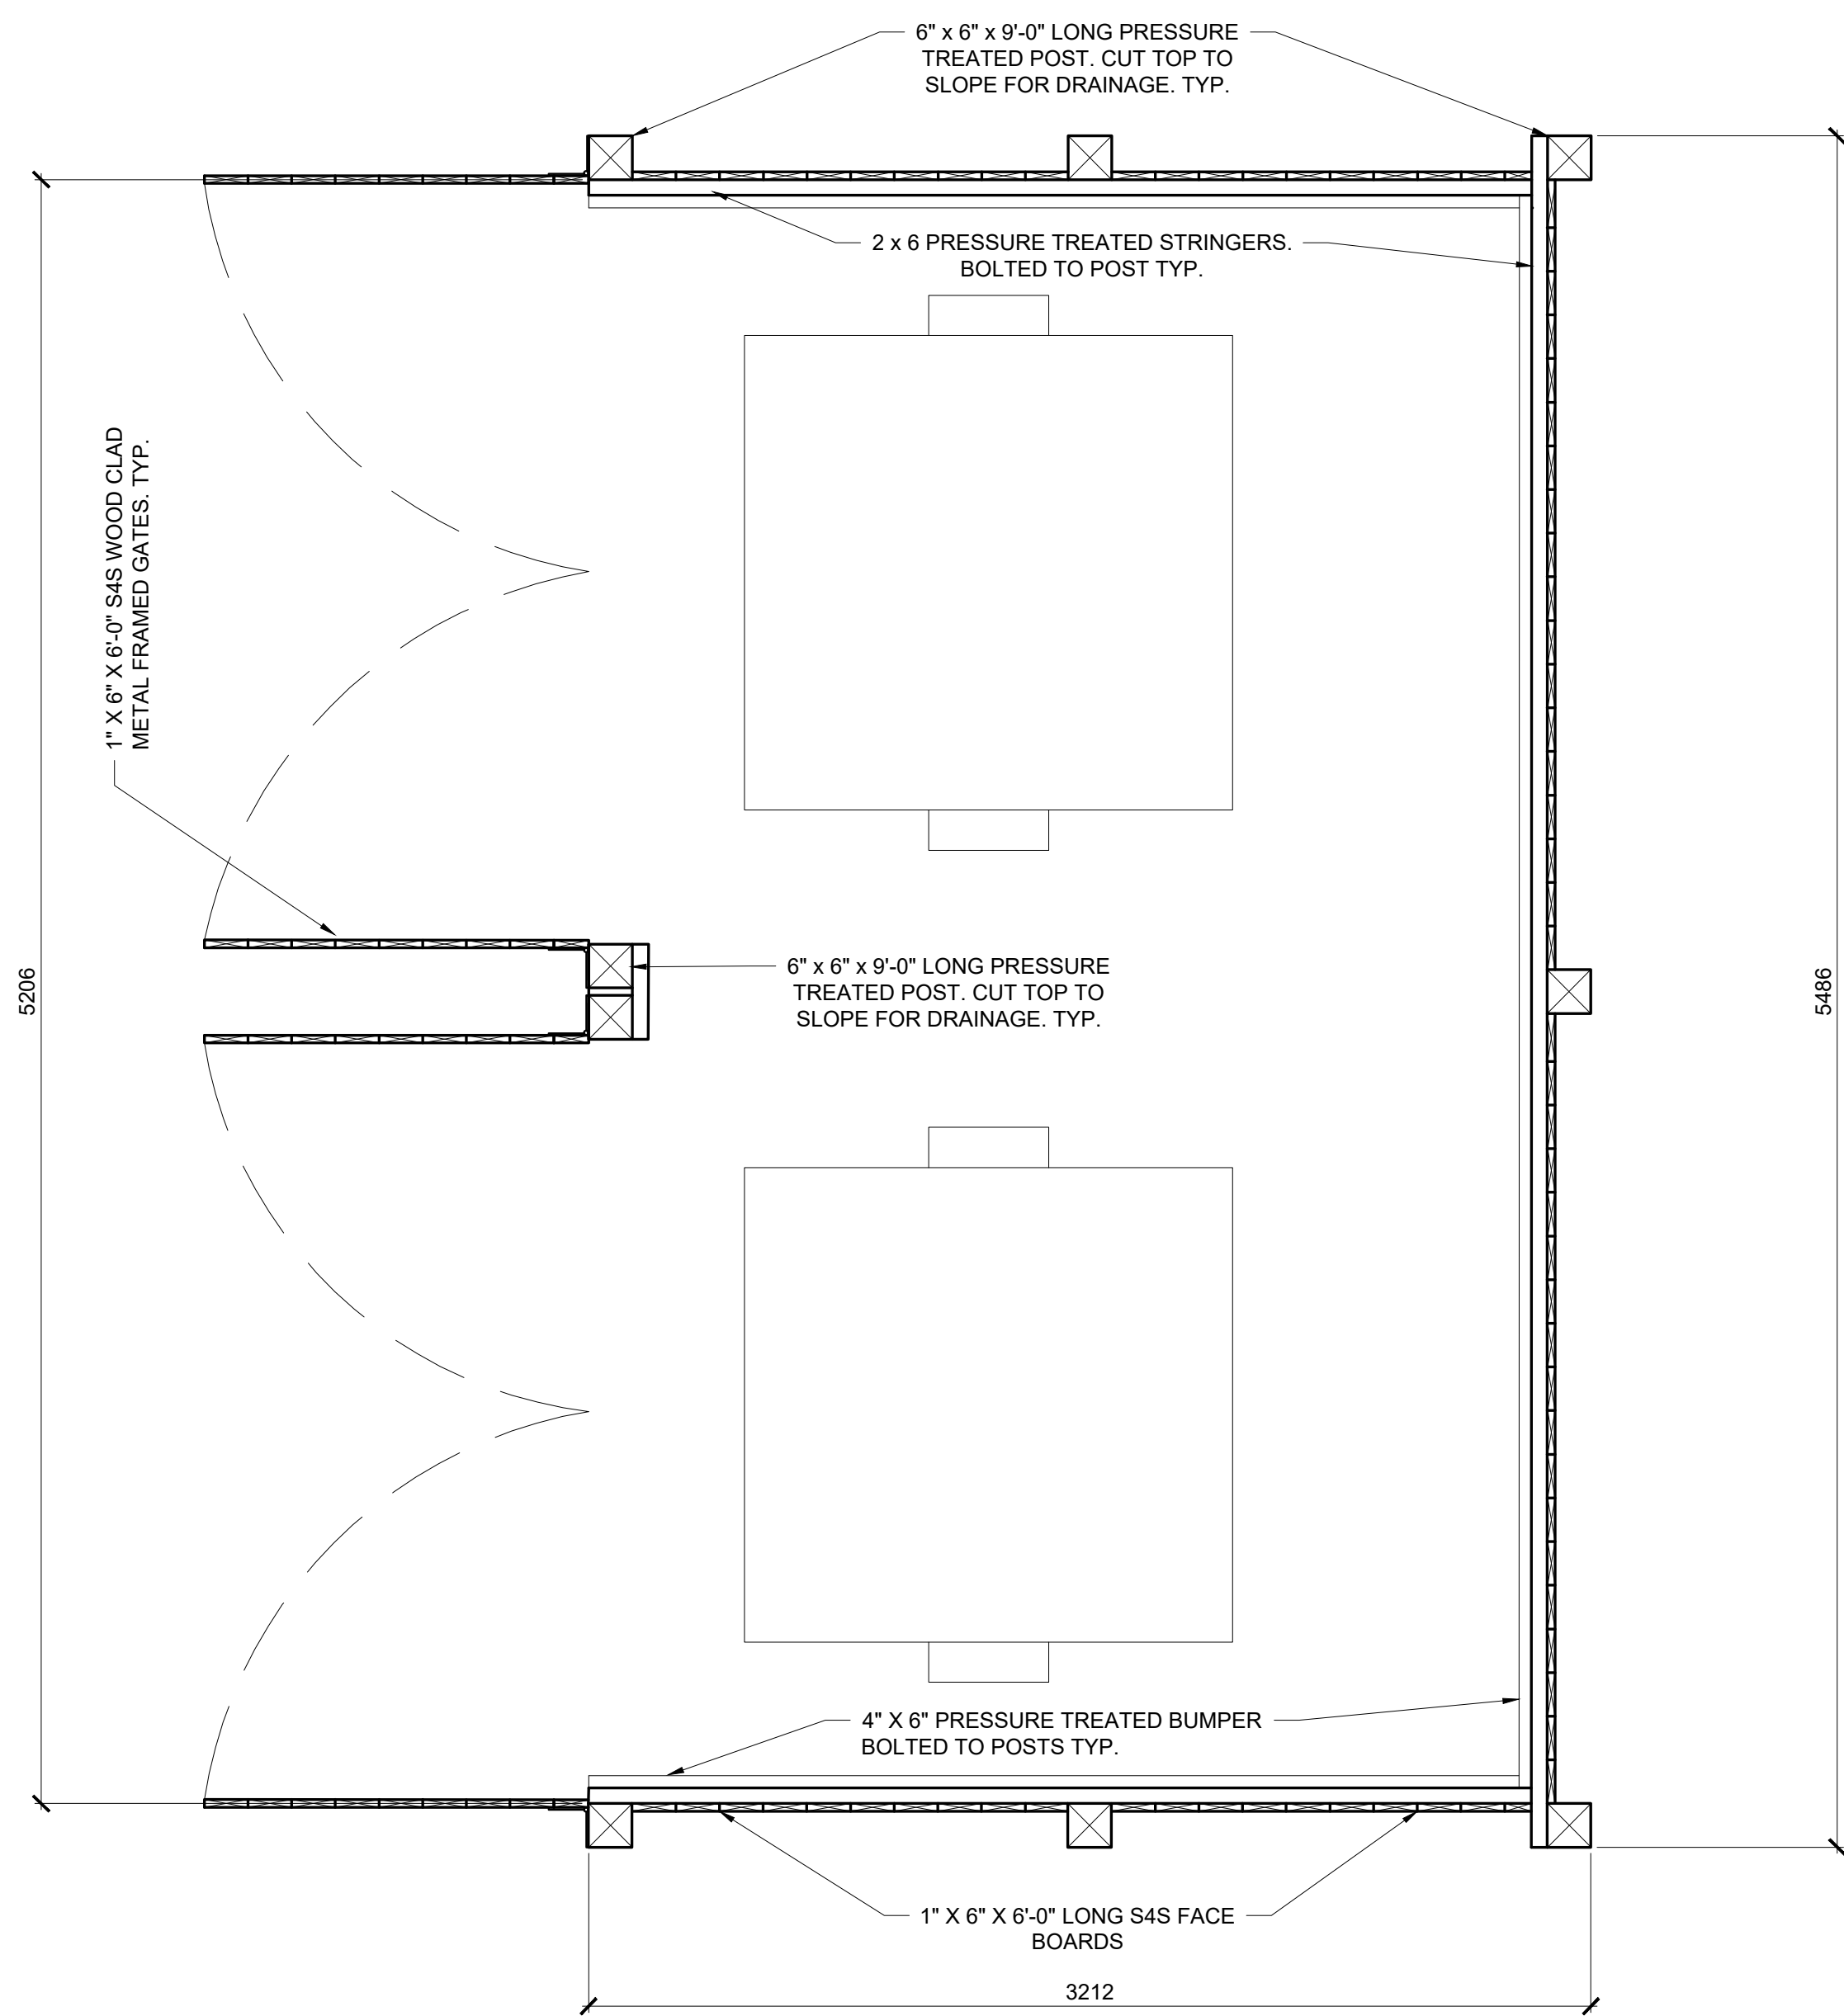 6" x 6" x 9'-0" LONG PRESSURE
TREATED POST. CUT TOP TO
SLOPE FOR DRAINAGE. TYP.
2 x 6 PRESSURE TREATED STRINGERS.
BOLTED TO POST TYP.
1" X 6" X 6'-0" S4S WOOD CLAD
METAL FRAMED GATES. TYP.
5206
6" x 6" x 9'-0" LONG PRESSURE
TREATED POST. CUT TOP TO
SLOPE FOR DRAINAGE. TYP.
5486
4" X 6" PRESSURE TREATED BUMPER
BOLTED TO POSTS TYP.
1" X 6" X 6'-0" LONG S4S FACE
BOARDS
3212